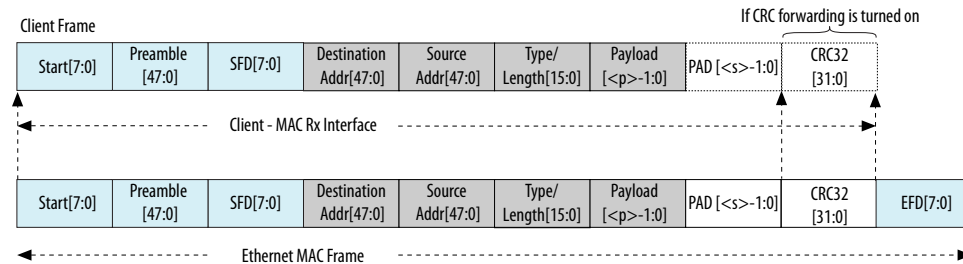 If CRC forwarding is turned on
Client Frame
Start[7:0] Preamble [47:0] SFD[7:0] Destination Addr[47:0] Source Addr[47:0] Type/ Length[15:0] Payload [<p>-1:0] PAD [<s>-1:0] CRC32 [31:0]
Client - MAC Rx Interface
Start[7:0] Preamble [47:0] SFD[7:0] Destination Addr[47:0] Source Addr[47:0] Type/ Length[15:0] Payload [<p>-1:0] PAD [<s>-1:0] CRC32 [31:0] EFD[7:0]
Ethernet MAC Frame